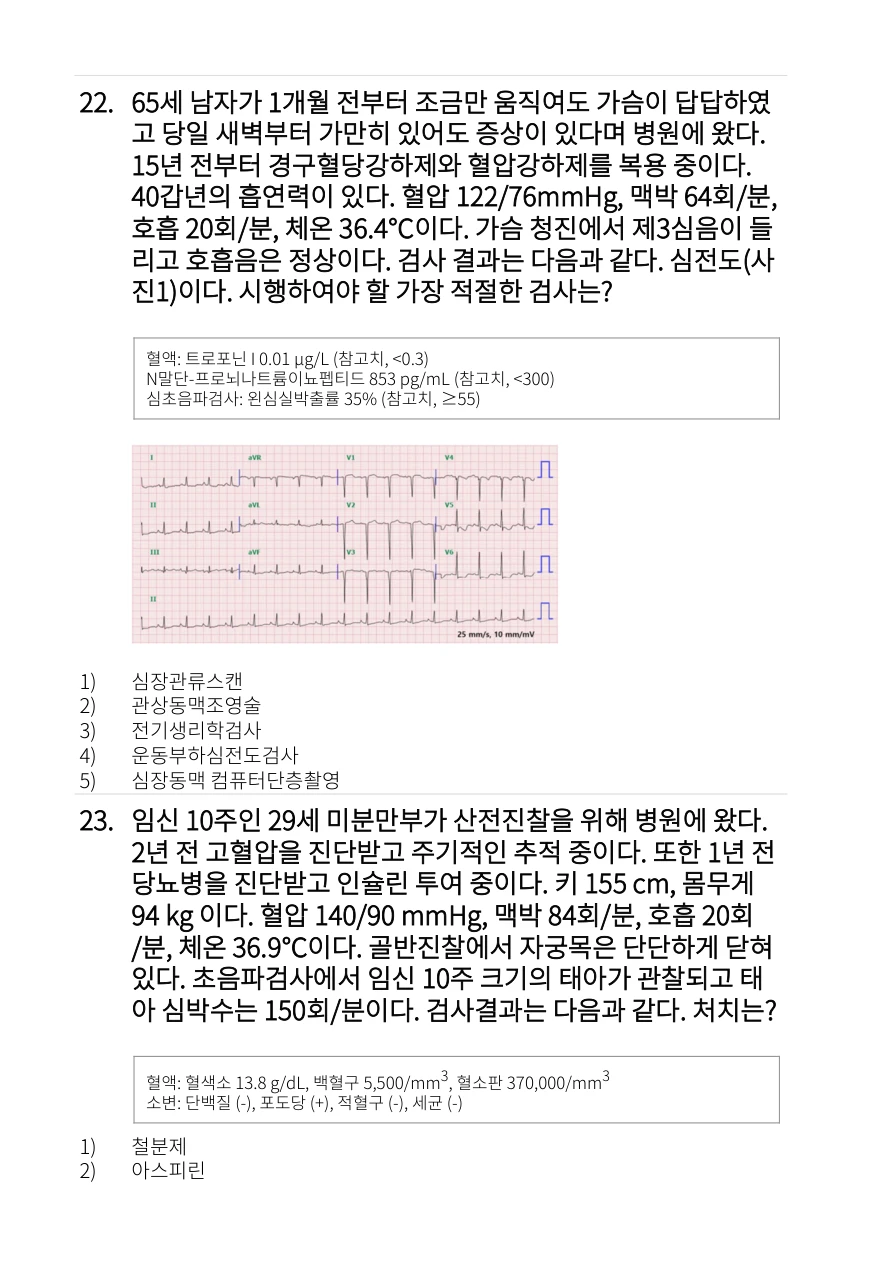 22. 65세 남자가 1개월 전부터 조금만 움직여도 가슴이 답답하였
고 당일 새벽부터 가만히 있어도 증상이 있다며 병원에 왔다.
15년 전부터 경구혈당강하제와 혈압강하제를 복용 중이다.
40갑년의 흡연력이 있다. 혈압 122/76mmHg, 맥박 64회/분,
호흡 20회/분, 체온 36.4°C이다. 가슴 청진에서 제3심음이 들
리고 호흡음은 정상이다. 검사 결과는 다음과 같다. 심전도(사
진1)이다. 시행하여야 할 가장 적절한 검사는?
혈액: 트로포닌 I 0.01 μg/L (참고치, <0.3)
N말단-프로뇌나트륨이뇨펩티드 853 pg/mL (참고치, <300)
심초음파검사: 왼심실박출률 35% (참고치, ≥55)
I aVR V1 V4
II aVL V2 V5
III aVF V3 V6
II
25 mm/s, 10 mm/mV
1) 심장관류스캔
2) 관상동맥조영술
3) 전기생리학검사
4) 운동부하심전도검사
5) 심장동맥 컴퓨터단층촬영
23. 임신 10주인 29세 미분만부가 산전진찰을 위해 병원에 왔다.
2년 전 고혈압을 진단받고 주기적인 추적 중이다. 또한 1년 전
당뇨병을 진단받고 인슐린 투여 중이다. 키 155 cm, 몸무게
94 kg 이다. 혈압 140/90 mmHg, 맥박 84회/분, 호흡 20회
/분, 체온 36.9°C이다. 골반진찰에서 자궁목은 단단하게 닫혀
있다. 초음파검사에서 임신 10주 크기의 태아가 관찰되고 태
아 심박수는 150회/분이다. 검사결과는 다음과 같다. 처치는?
혈액: 혈색소 13.8 g/dL, 백혈구 5,500/mm³, 혈소판 370,000/mm³
소변: 단백질 (-), 포도당 (+), 적혈구 (-), 세균 (-)
1) 철분제
2) 아스피린